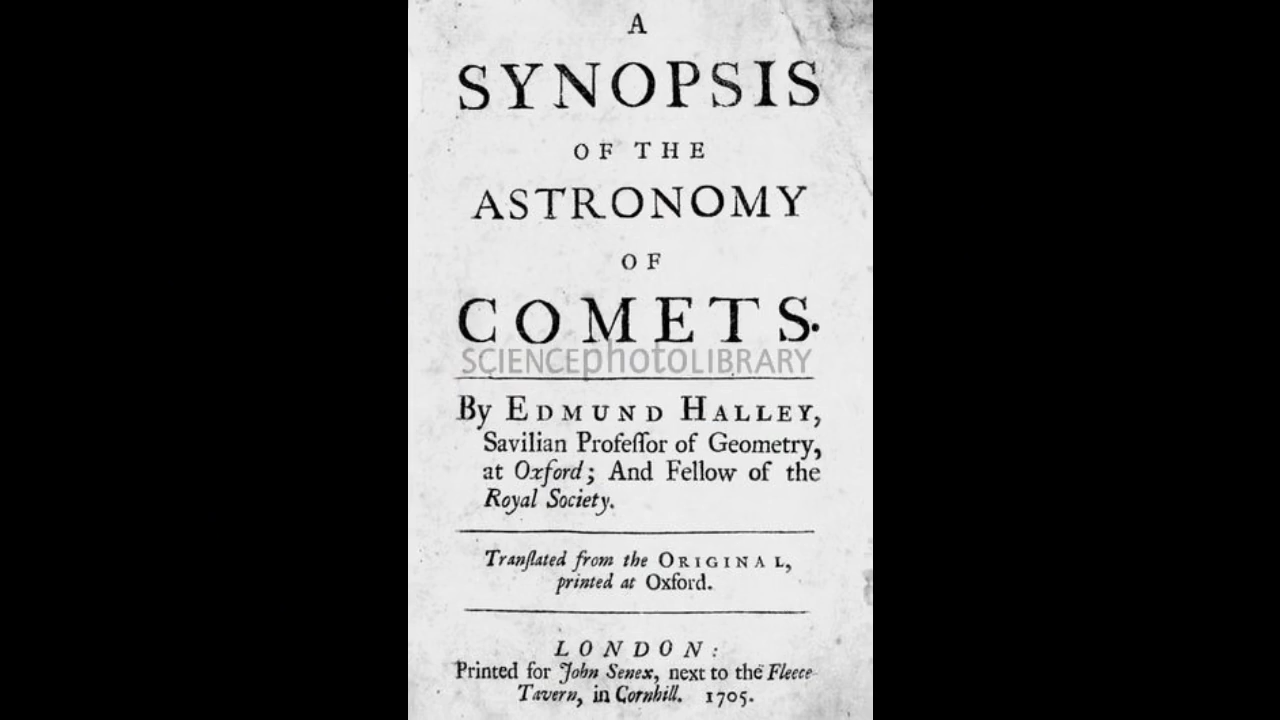 A
SYNOPSIS
OF THE
ASTRONOMY
OF
COMETS.
SCIENCEphotoLIBRARY
By EDMUND HALLEY,
Savilian Profeſſor of Geometry,
at Oxford; And Fellow of the
Royal Society.
Tranſlated from the ORIGINAL,
printed at Oxford.
LONDON:
Printed for John Senex, next to the Fleece
Tavern, in Cornhill. 1705.